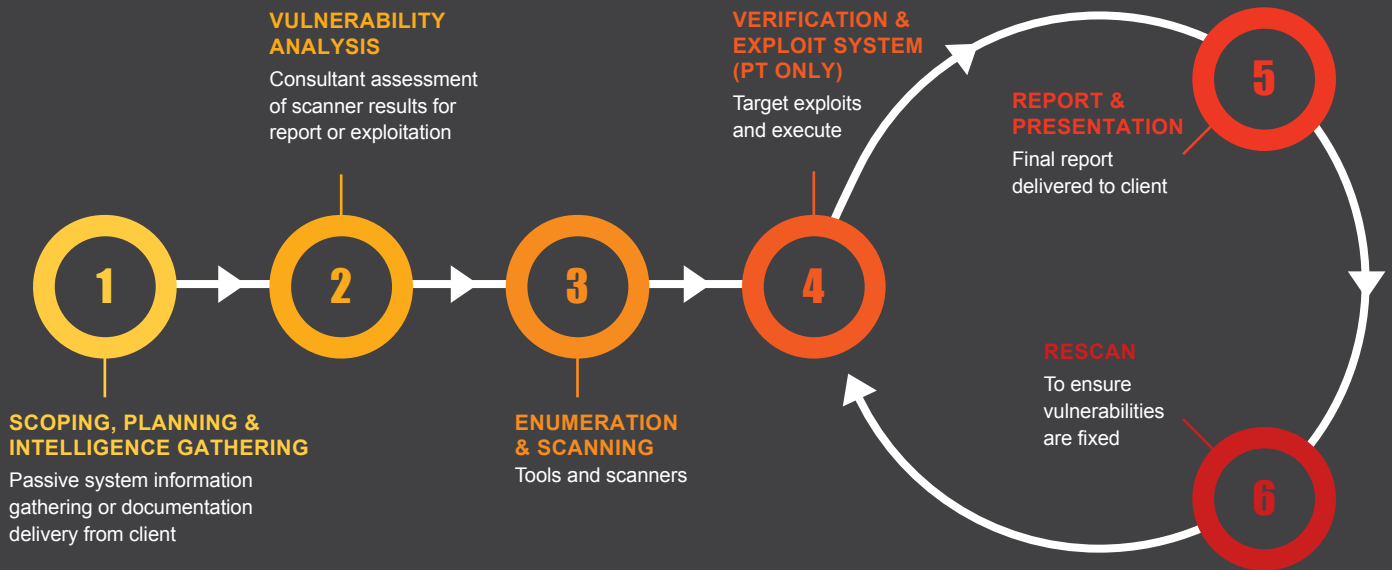 1
SCOPING, PLANNING &
INTELLIGENCE GATHERING
Passive system information
gathering or documentation
delivery from client
VULNERABILITY
ANALYSIS
Consultant assessment
of scanner results for
report or exploitation
2
3
ENUMERATION
& SCANNING
Tools and scanners
VERIFICATION &
EXPLOIT SYSTEM
(PT ONLY)
Target exploits
and execute
4
5
REPORT &
PRESENTATION
Final report
delivered to client
RESCAN
To ensure
vulnerabilities
are fixed
6